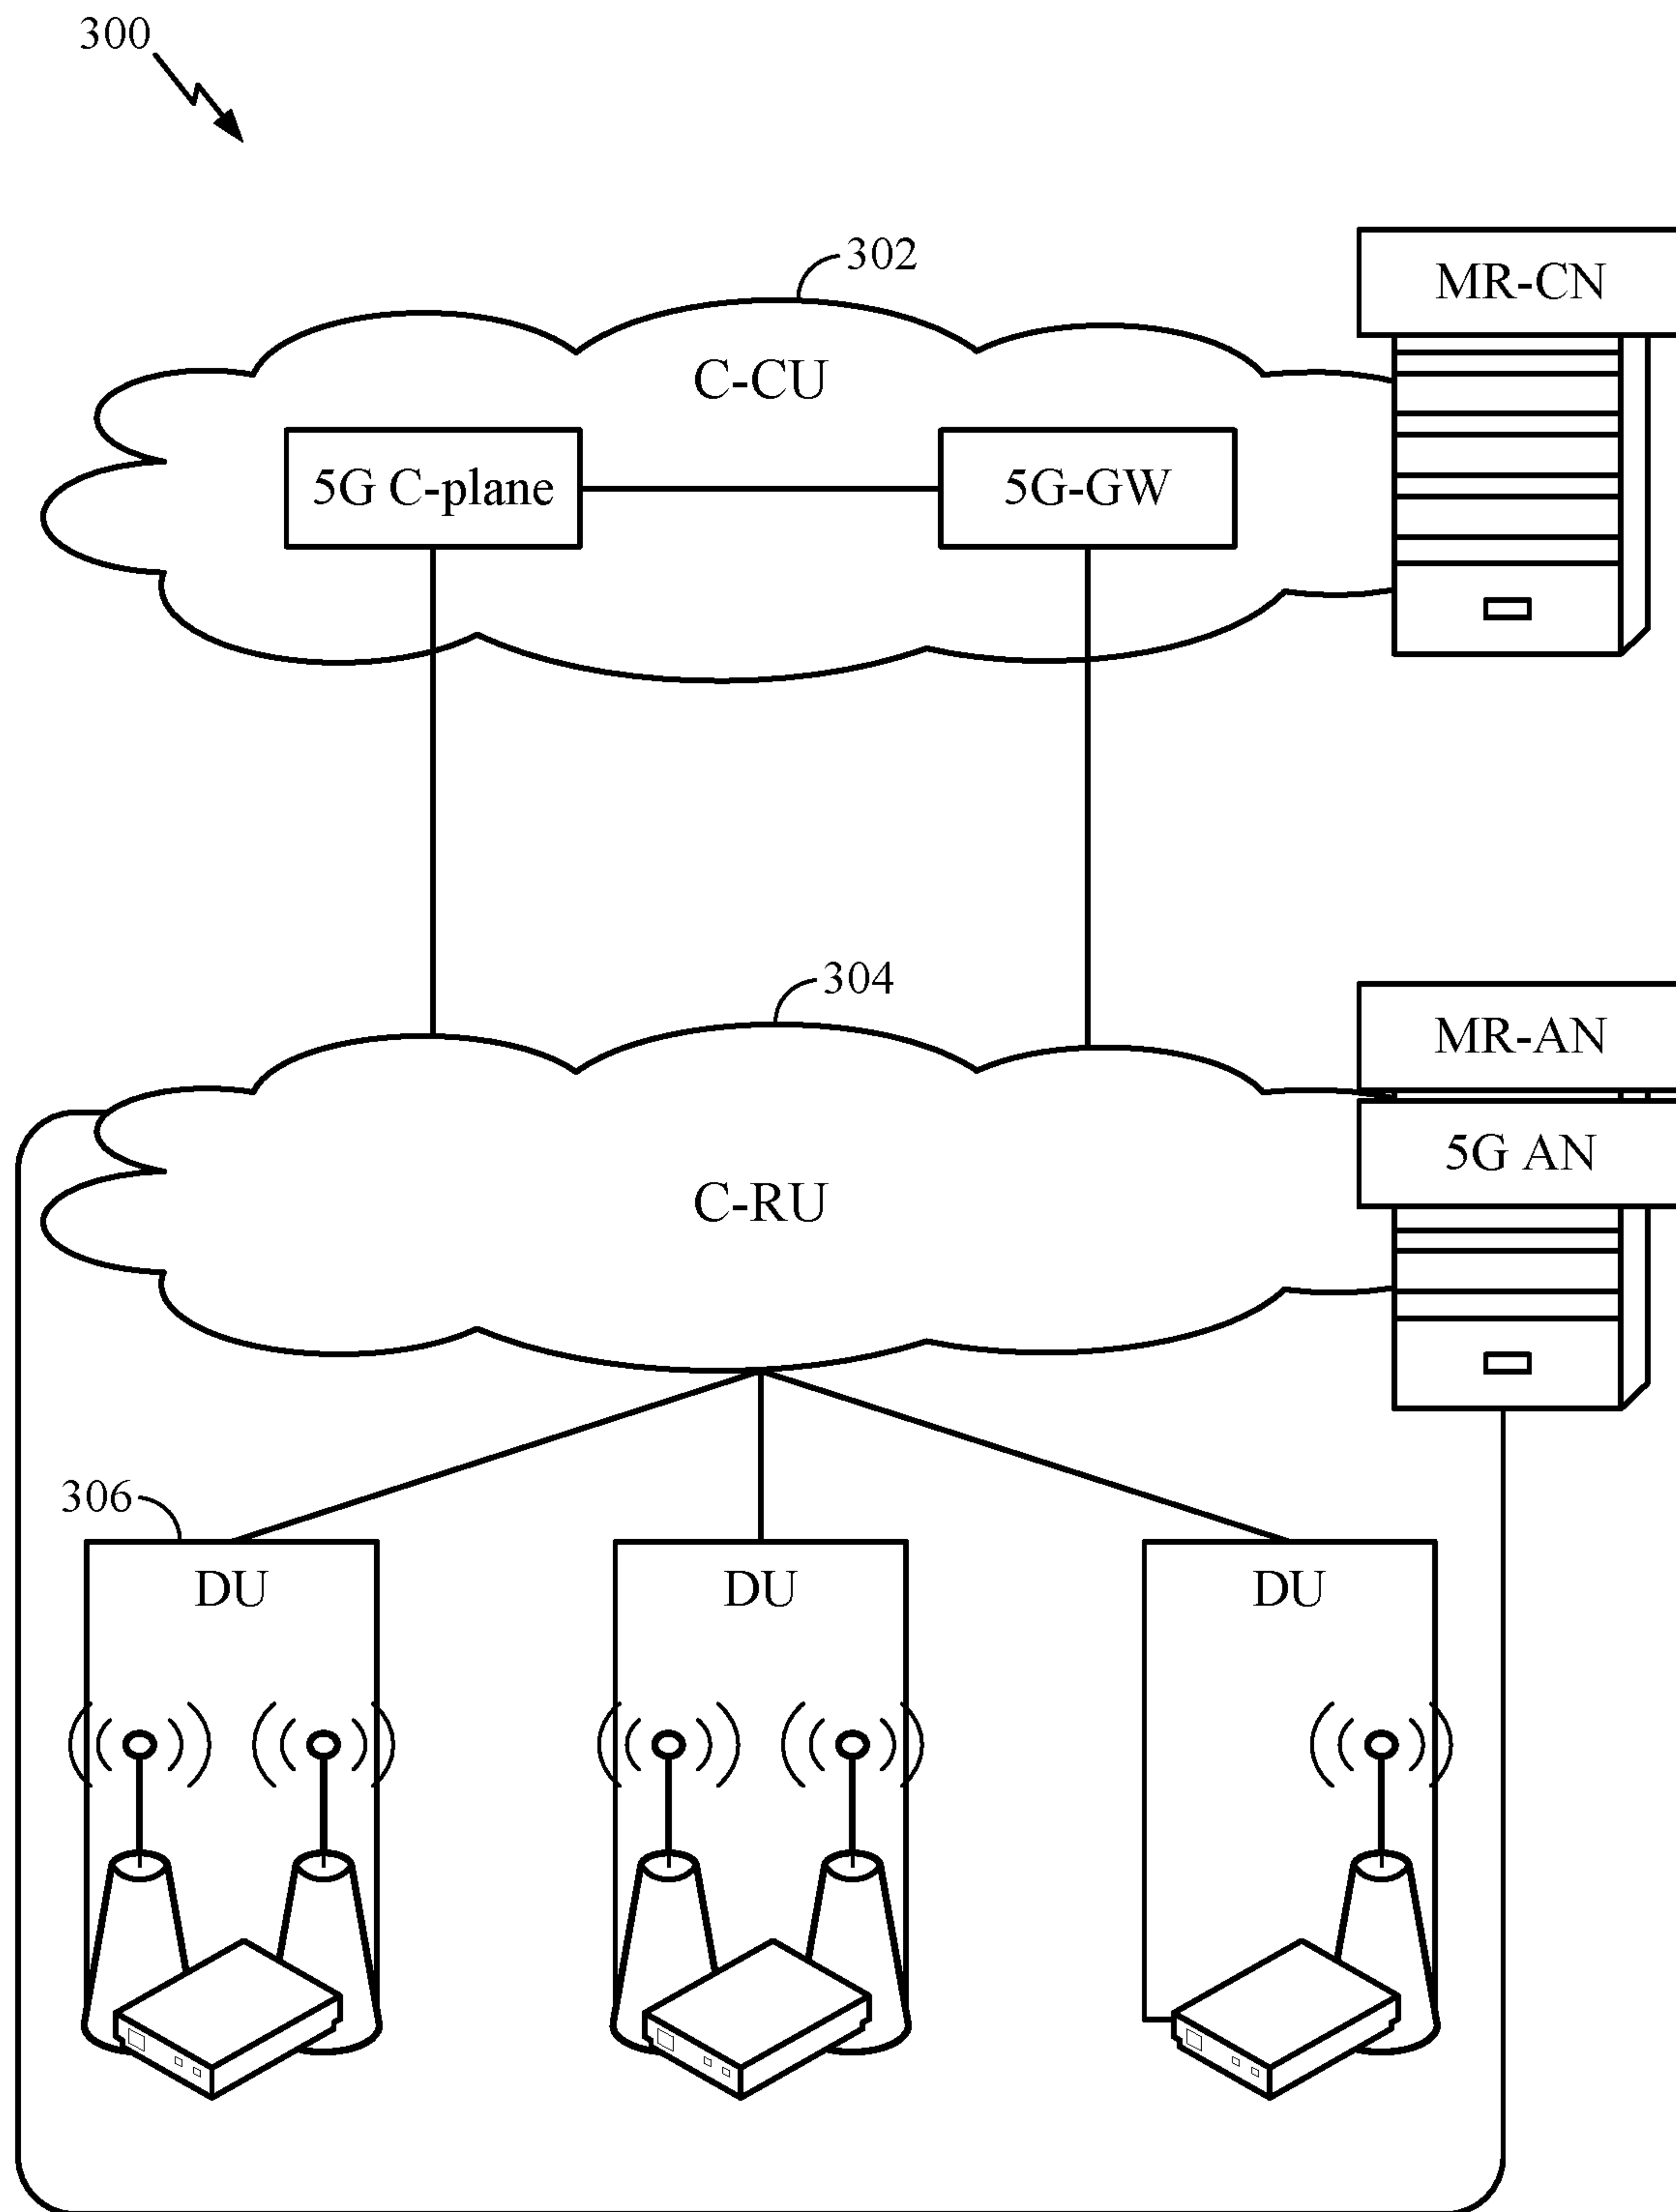 300
302
MR-CN
C-CU
5G C-plane
5G-GW
304
MR-AN
5G AN
C-RU
306
DU
DU
DU